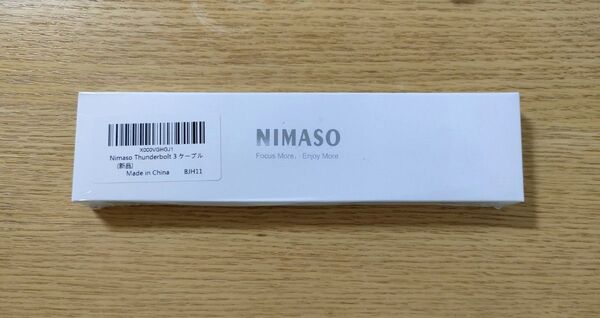 X000VGHGJ1
Nimaso Thunderbolt 3 ケーブル
(新品)
Made in China BJH11
NIMASO
Focus More, Enjoy More